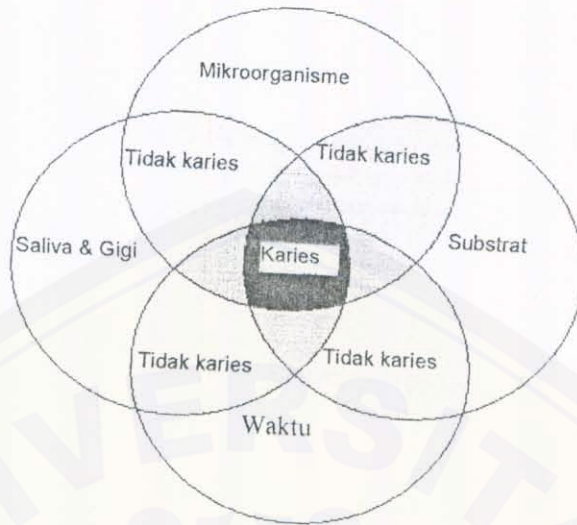 Mikroorganisme
Tidak karies
Tidak karies
Saliva & Gigi
Karies
Substrat
Tidak karies
Tidak karies
Waktu